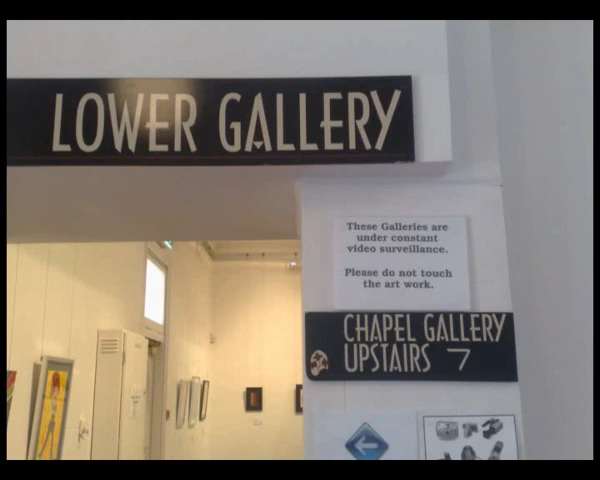 LOWER GALLERY
These Galleries are
under constant
video surveillance.
Please do not touch
the art work.
CHAPEL GALLERY
UPSTAIRS